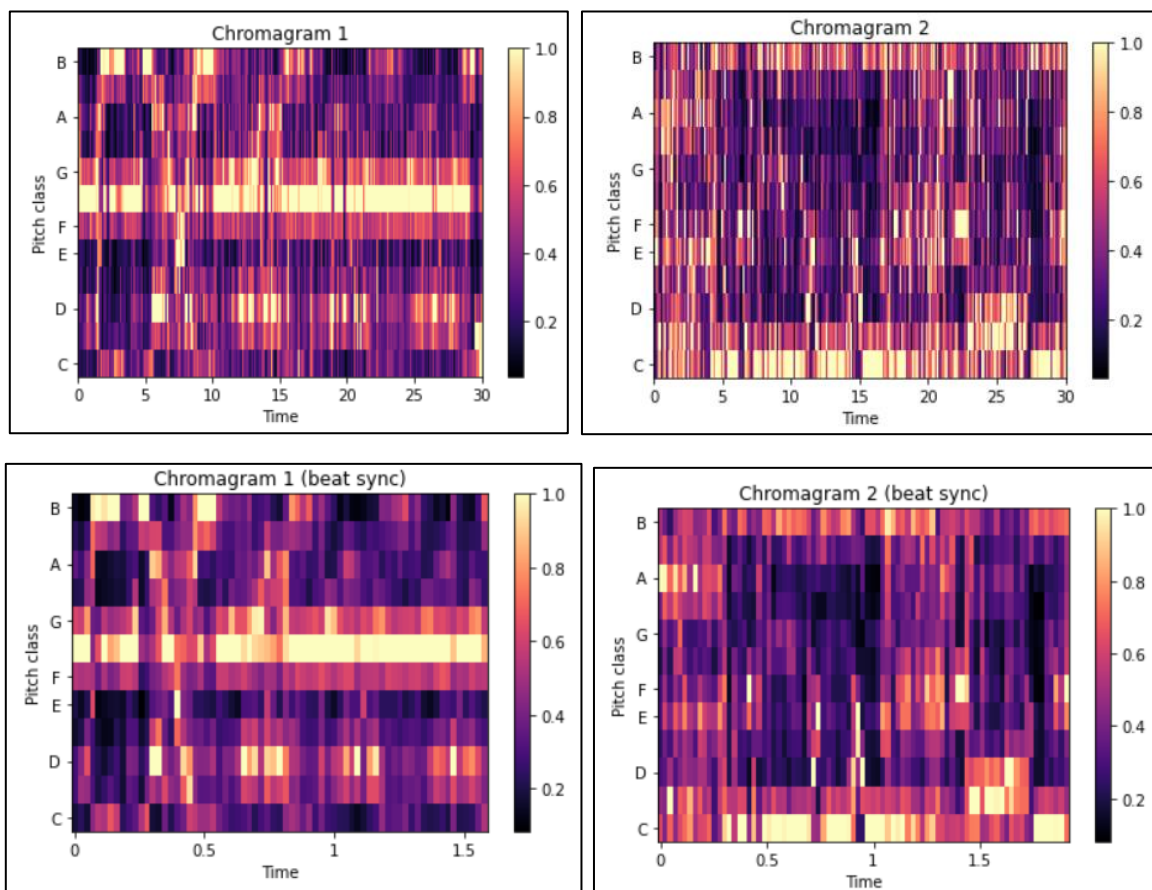 Chromagram 1
B
A
G
F
E
D
C
Pitch class
0 5 10 15 20 25 30
Time
1.0
0.8
0.6
0.4
0.2
Chromagram 2
B
A
G
F
E
D
C
Pitch class
0 5 10 15 20 25 30
Time
1.0
0.8
0.6
0.4
0.2
Chromagram 1 (beat sync)
B
A
G
F
E
D
C
Pitch class
0 0.5 1 1.5
Time
1.0
0.8
0.6
0.4
0.2
Chromagram 2 (beat sync)
B
A
G
F
E
D
C
Pitch class
0 0.5 1 1.5
Time
1.0
0.8
0.6
0.4
0.2